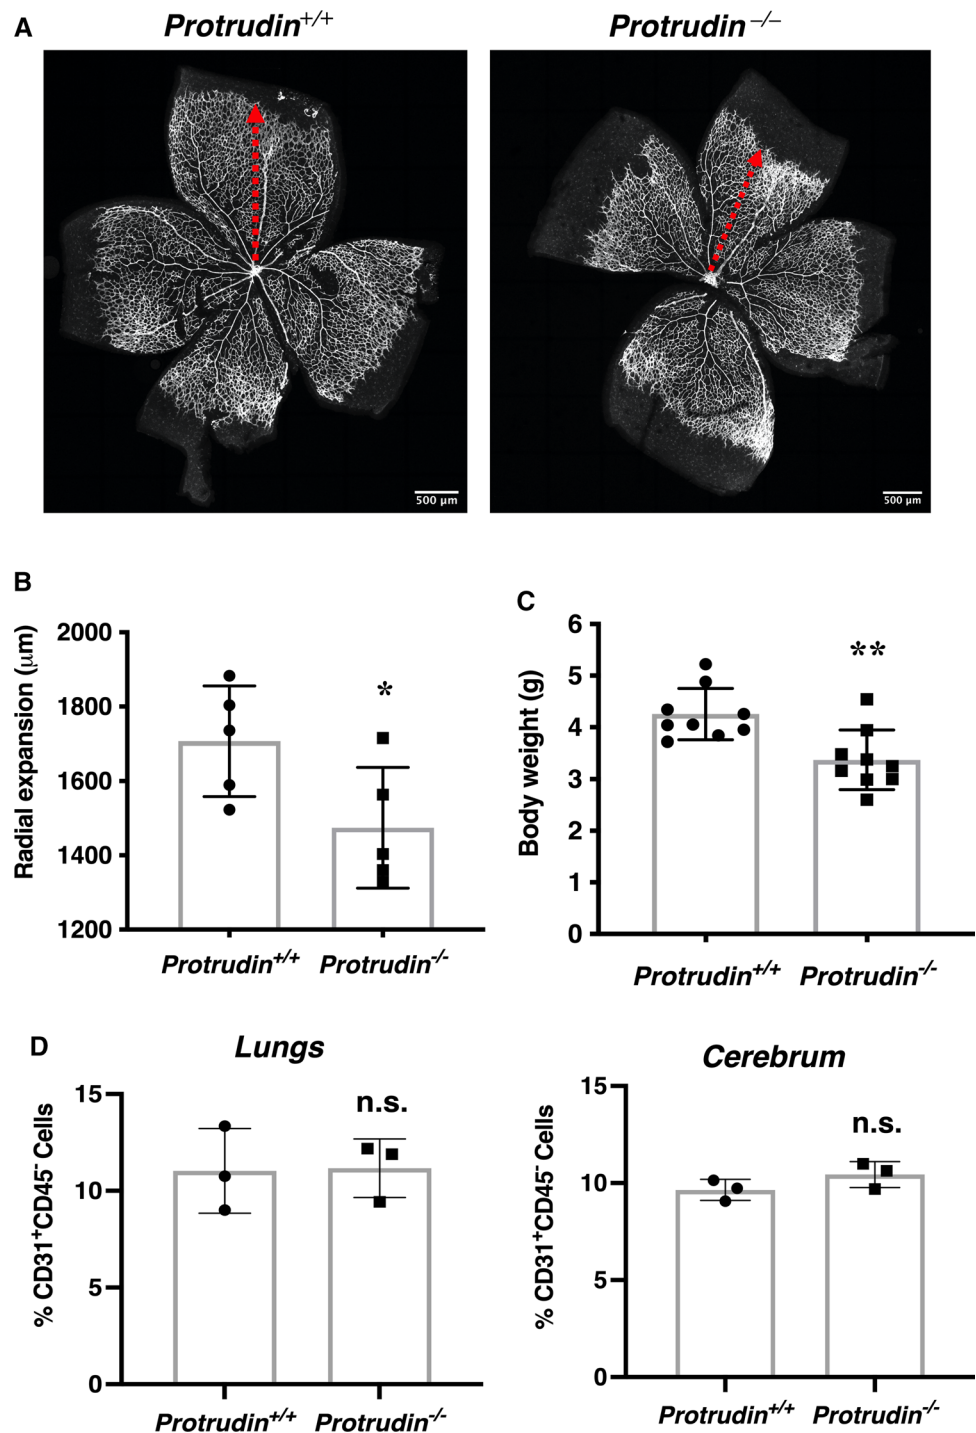 A
Protrudin+/+
Protrudin−/−
500 µm
500 µm
B
Radial expansion (µm)
2000
1800
1600
1400
1200
*
Protrudin+/+
Protrudin-/-
C
Body weight (g)
6
5
4
3
2
1
0
**
Protrudin+/+
Protrudin-/-
D
Lungs
% CD31+CD45- Cells
15
10
5
0
n.s.
Protrudin+/+
Protrudin-/-
Cerebrum
% CD31+CD45- Cells
15
10
5
0
n.s.
Protrudin+/+
Protrudin-/-